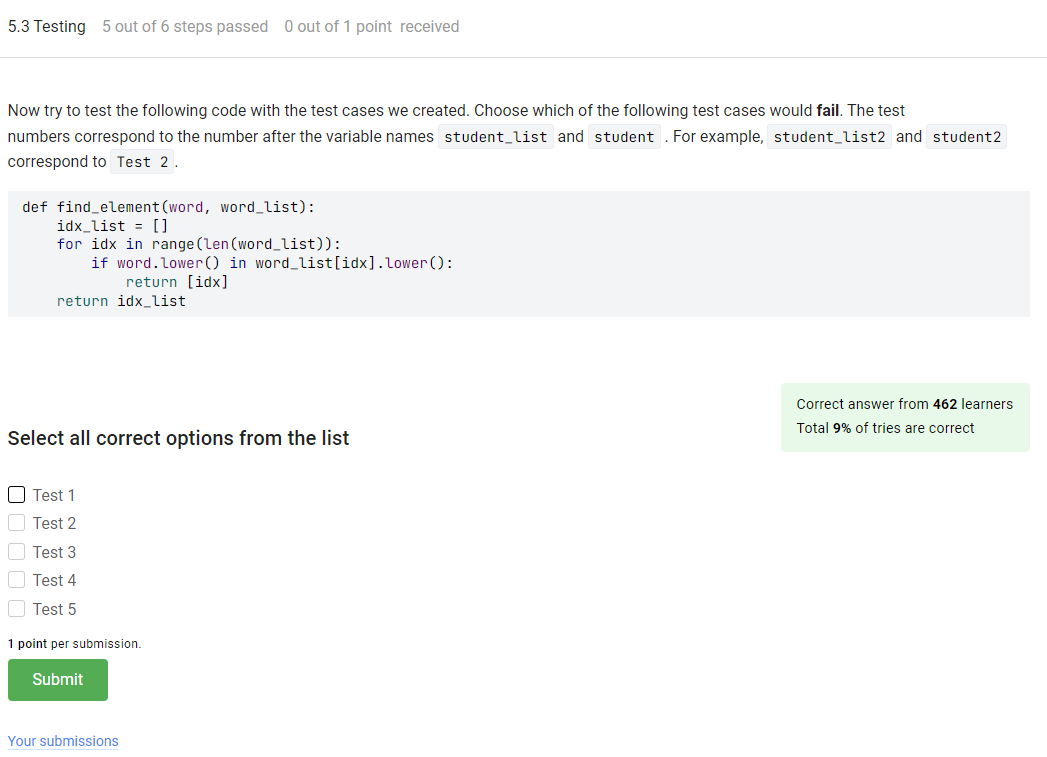 5.3 Testing 5 out of 6 steps passed 0 out of 1 point received
Now try to test the following code with the test cases we created. Choose which of the following test cases would fail. The test
numbers correspond to the number after the variable names student_list and student . For example, student_list2 and student2
correspond to Test 2 .
def find_element(word, word_list):
    idx_list = []
    for idx in range(len(word_list)):
        if word.lower() in word_list[idx].lower():
            return [idx]
    return idx_list
Correct answer from 462 learners
Total 9% of tries are correct
Select all correct options from the list
Test 1
Test 2
Test 3
Test 4
Test 5
1 point per submission.
Submit
Your submissions